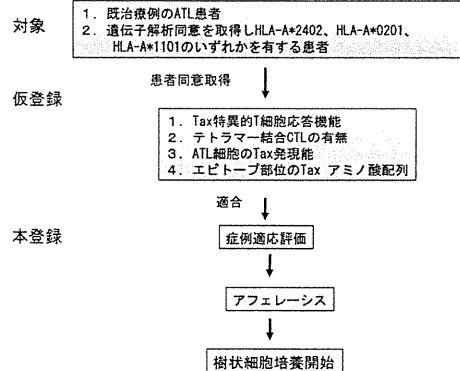 対象
1. 既治療例のATL患者
2. 遺伝子解析同意を取得しHLA-A*2402、HLA-A*0201、
HLA-A*1101のいずれかを有する患者
患者同意取得
仮登録
1. Tax特異的T細胞応答機能
2. テトラマー結合CTLの有無
3. ATL細胞のTax発現能
4. エピトープ部位のTax アミノ酸配列
適合
本登録
症例適応評価
アフェレーシス
樹状細胞培養開始